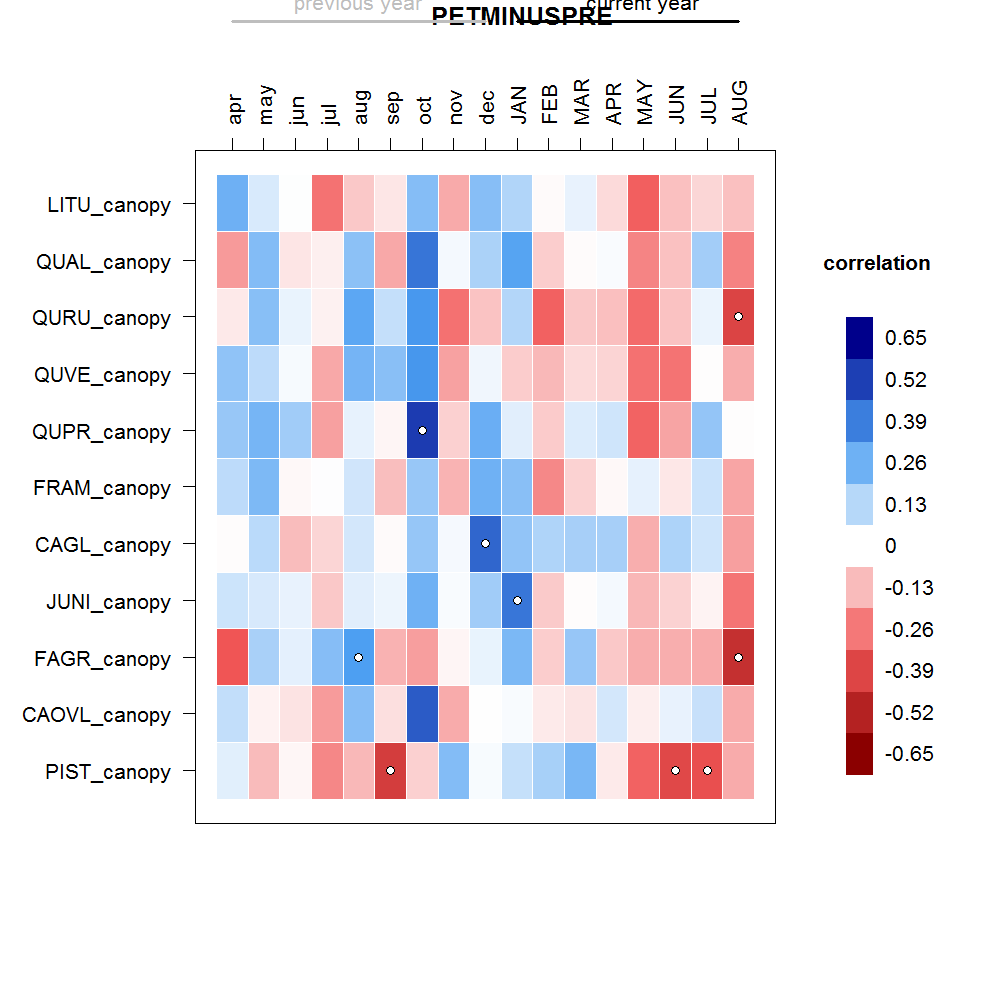 previous year
current year
PETMINUSPRE
apr may jun jul aug sep oct nov dec JAN FEB MAR APR MAY JUN JUL AUG
LITU_canopy
QUAL_canopy
QURU_canopy
QUVE_canopy
QUPR_canopy
FRAM_canopy
CAGL_canopy
JUNI_canopy
FAGR_canopy
CAOVL_canopy
PIST_canopy
correlation
0.65
0.52
0.39
0.26
0.13
0
-0.13
-0.26
-0.39
-0.52
-0.65